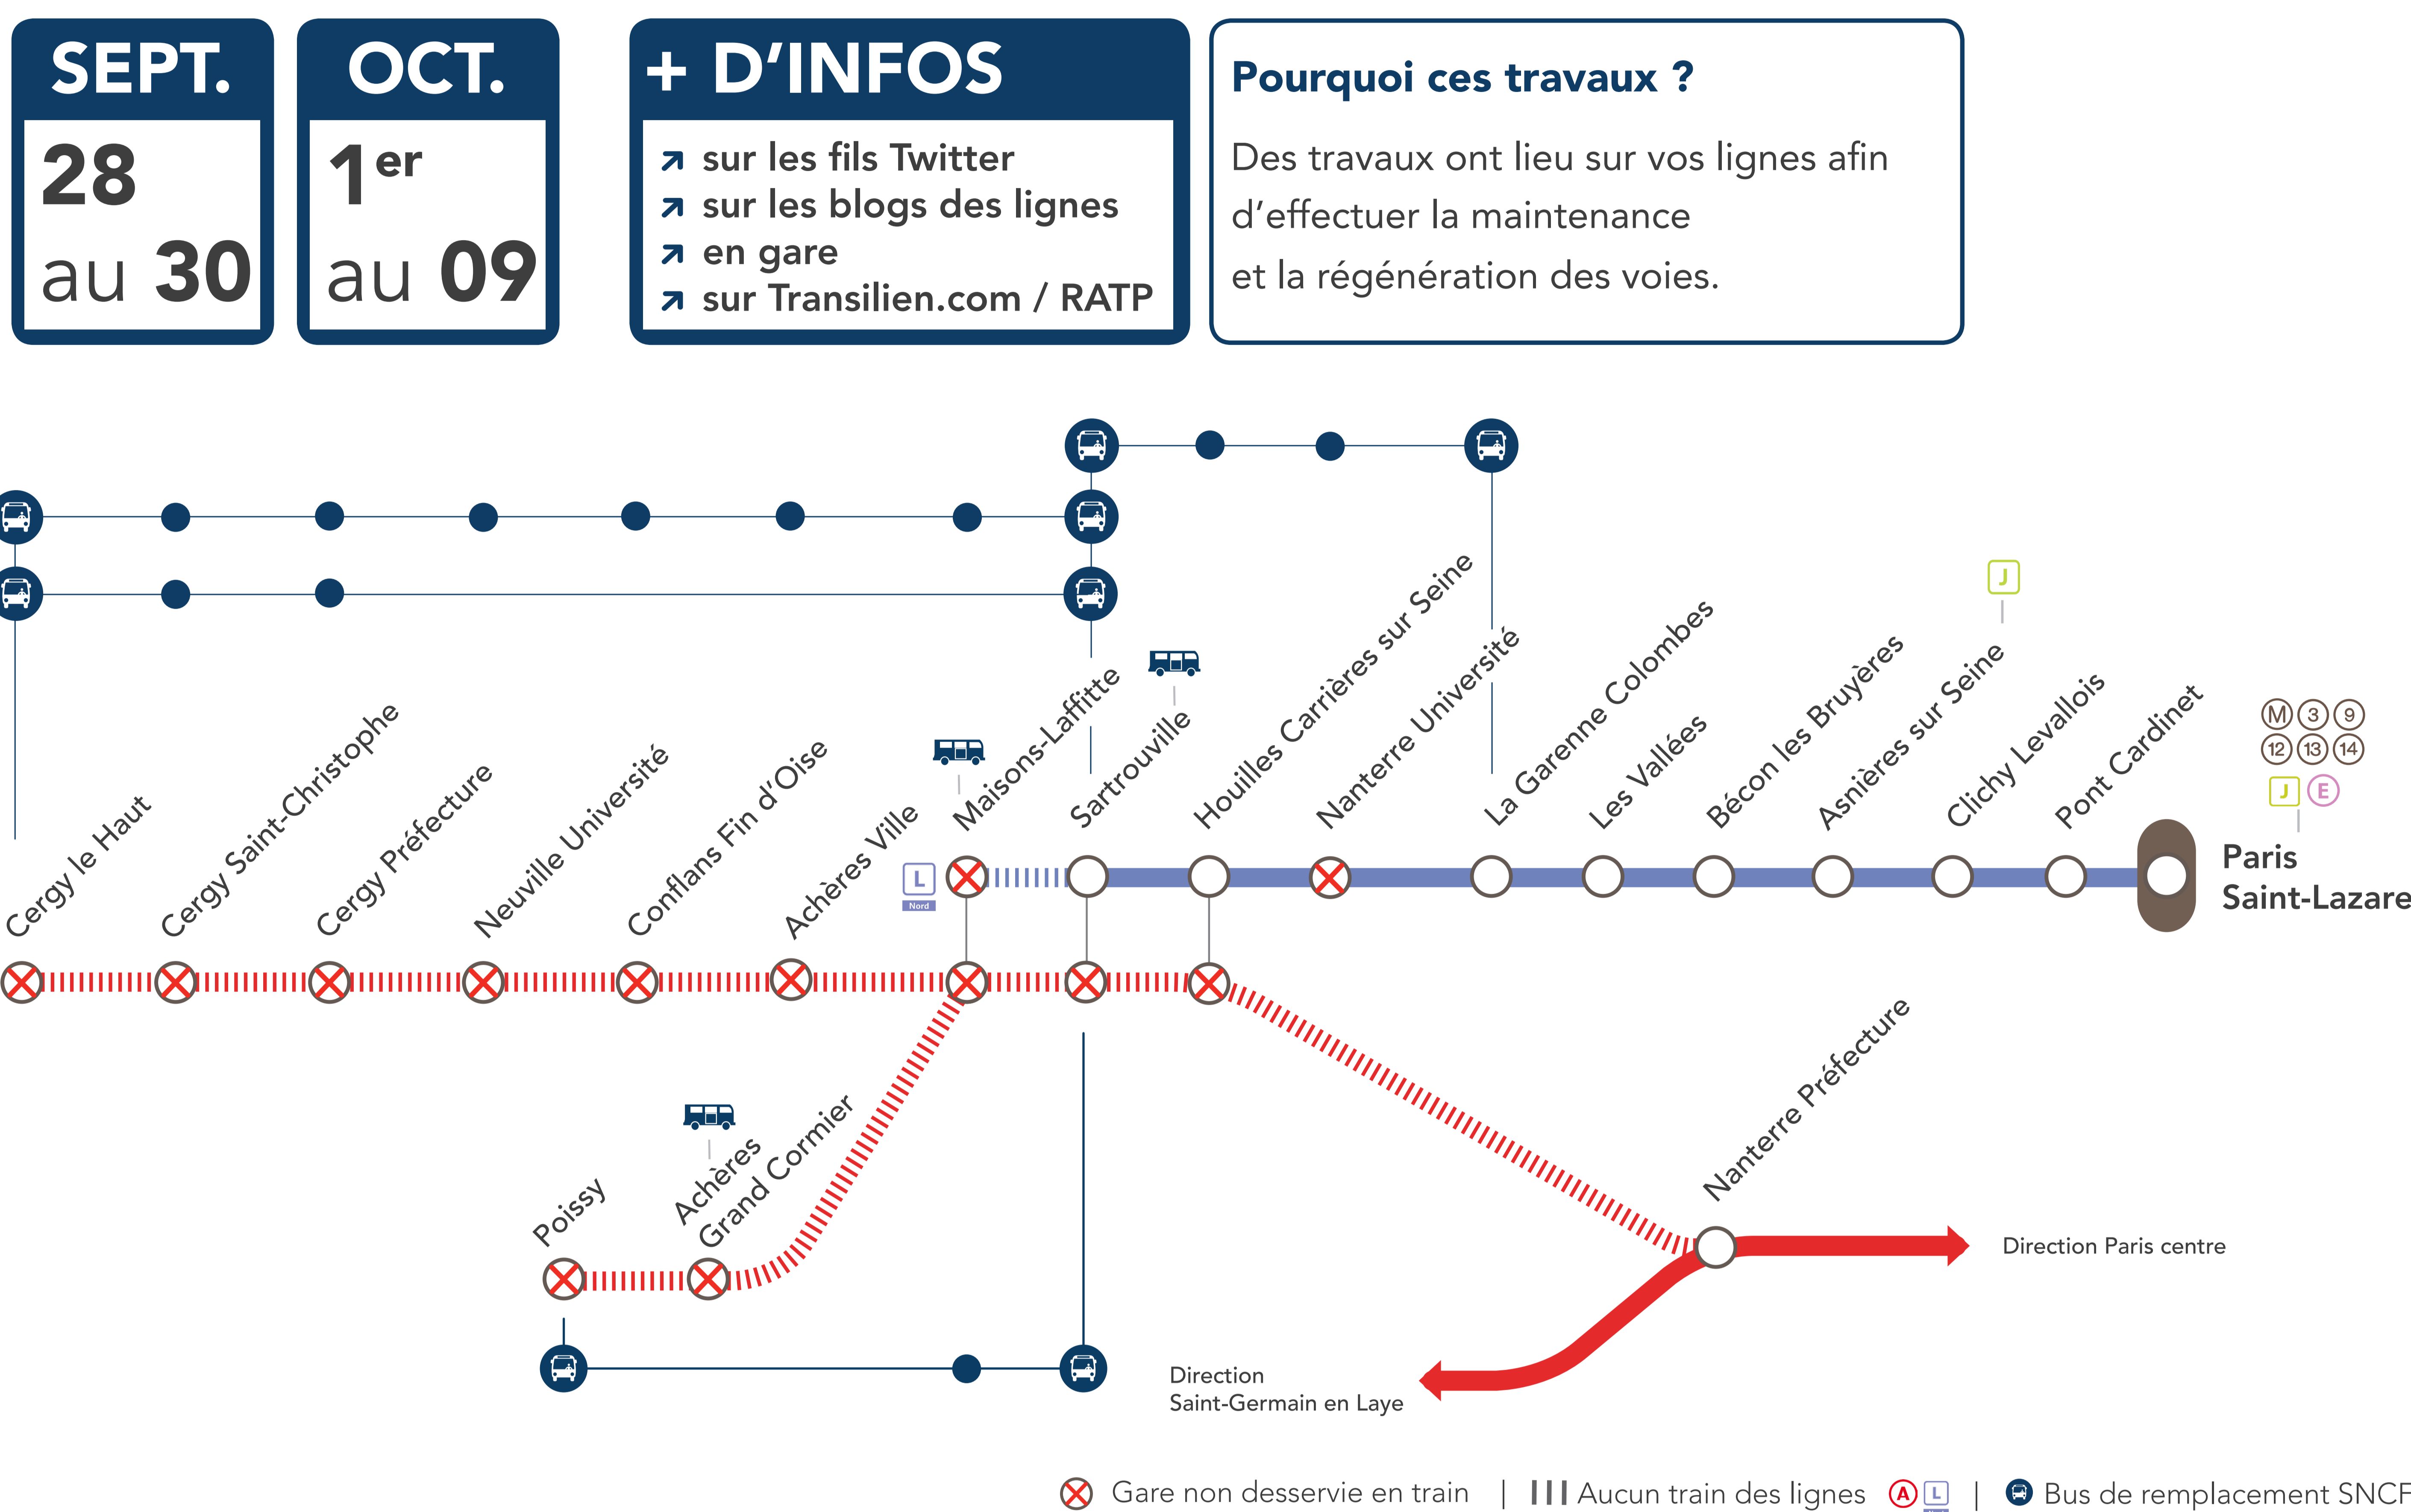 SEPT.
28
au 30
OCT.
1er
au 09
+ D'INFOS
sur les fils Twitter
sur les blogs des lignes
en gare
sur Transilien.com / RATP
Pourquoi ces travaux ?
Des travaux ont lieu sur vos lignes afin
d'effectuer la maintenance
et la régénération des voies.
Cergy le Haut
Cergy Saint-Christophe
Cergy Préfecture
Neuville Université
Conflans Fin d'Oise
Achères Ville
Maisons-Laffitte
Sartrouville
Houilles Carrières sur Seine
Nanterre Université
La Garenne Colombes
Les Vallées
Bécon les Bruyères
Asnières sur Seine
J
Clichy Levallois
Pont Cardinet
M 3 9
12 13 14
J E
Paris
Saint-Lazare
L
Nord
Poissy
Achères
Grand Cormier
Nanterre Préfecture
Direction Paris centre
Direction
Saint-Germain en Laye
Gare non desservie en train | Aucun train des lignes A L | Bus de remplacement SNCF